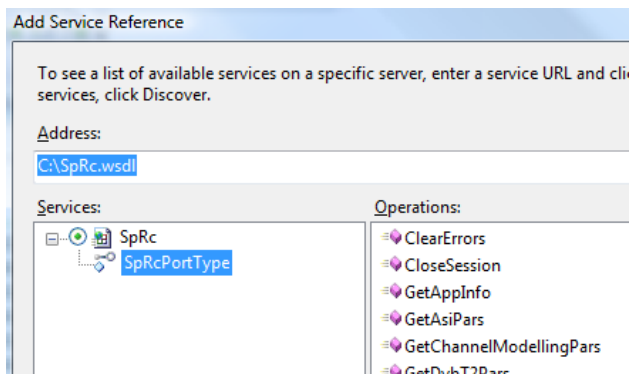 Add Service Reference
To see a list of available services on a specific server, enter a service URL and
services, click Discover.
Address:
C:\SpRc.wsdl
Services:
Operations:
SpRc
SpRcPortType
ClearErrors
CloseSession
GetAppInfo
GetAsiPars
GetChannelModellingPars
GetDvbT2Pars